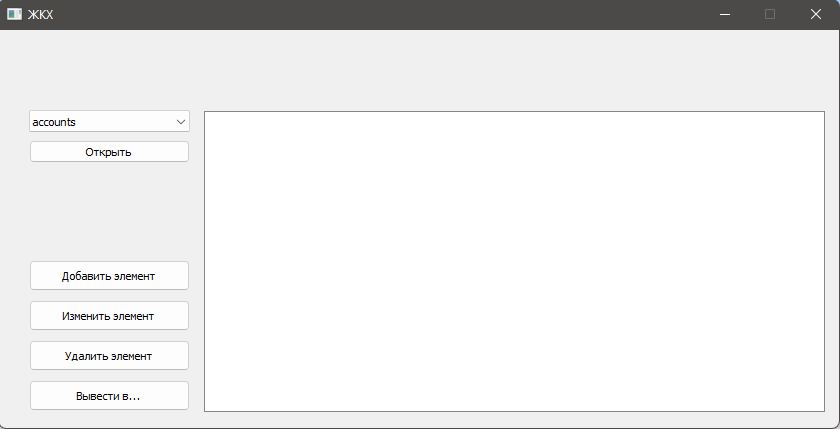 ЖКХ
accounts
Открыть
Добавить элемент
Изменить элемент
Удалить элемент
Вывести в...